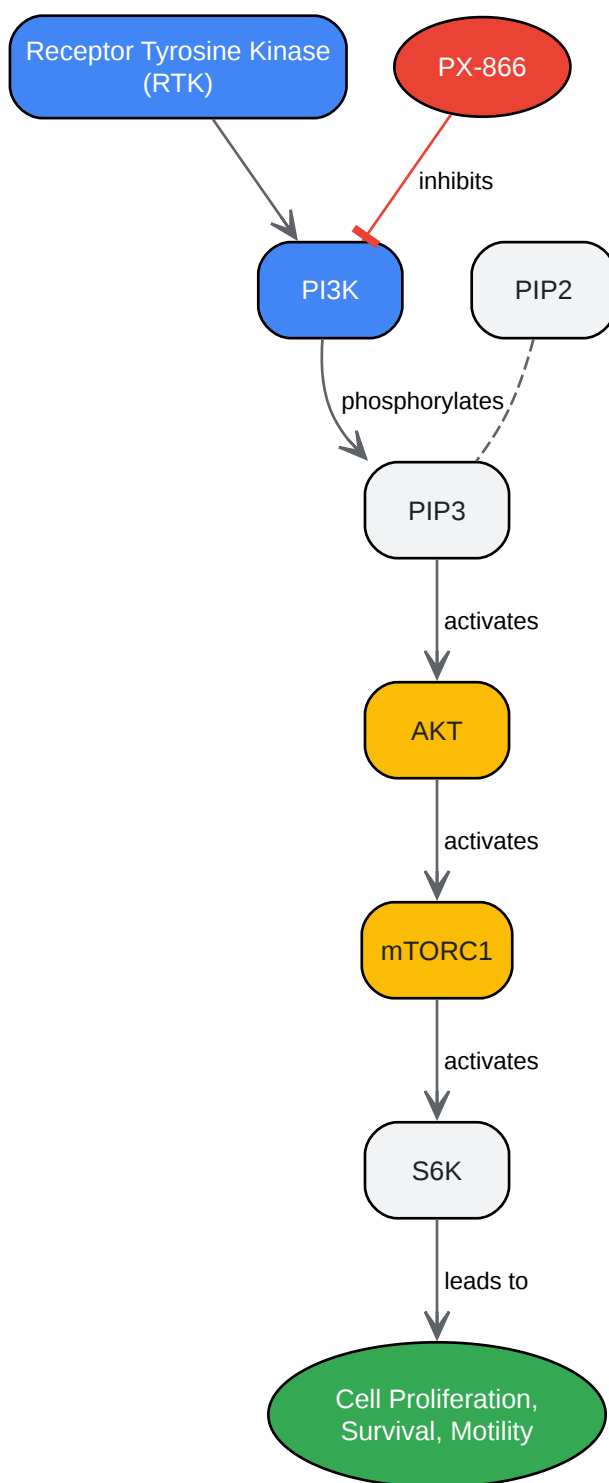 Receptor Tyrosine Kinase
(RTK)
PX-866
inhibits
PI3K
PIP2
phosphorylates
PIP3
activates
AKT
activates
mTORC1
activates
S6K
leads to
Cell Proliferation,
Survival, Motility